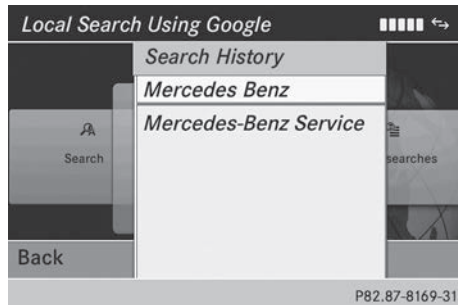 Local Search Using Google
Search History
Mercedes Benz
Mercedes-Benz Service
Search
searches
Back
P82.87-8169-31